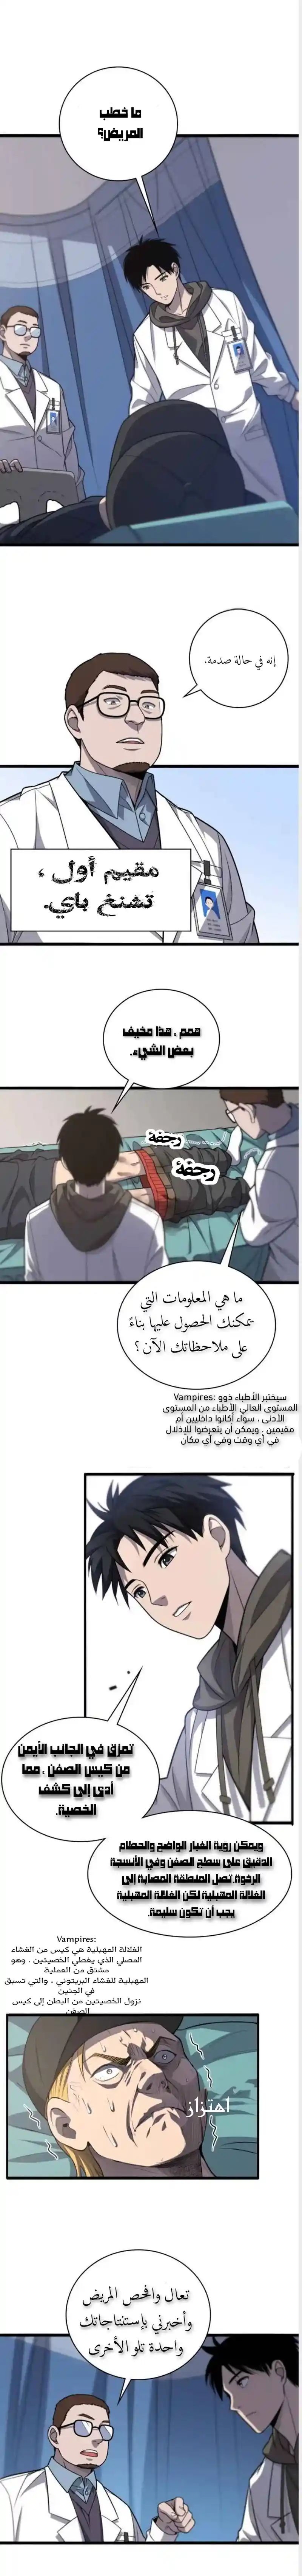 ما خطب
المريض؟
إنه في حالة صدمة.
مقيم أول ،
تشنغ باي.
همم ، هذا مخيف
بعض الشيء.
رجفة
رجفة
ما هي المعلومات التي
يمكنك الحصول عليها بناءً
على ملاحظاتك الآن ؟
Vampires: سيختبر الأطباء ذوو
المستوى العالي الأطباء من المستوى
الأدنى ، سواء أكانوا داخليين أم
مقيمين . ويمكن أن يتعرضوا للإذلال
في أي وقت وفي أي مكان
تمزق في الجانب الأيمن
من كيس الصفن ، مما
أدى إلى كشف
الخصية.
ويمكن رؤية الغبار الواضح والحطام
الدقيق على سطح الصفن وفي الأنسجة
الرخوة.تصل المنطقة المصابة إلى
الغلالة المهبلية لكن الغلالة المهبلية
يجب أن تكون سليمة.
Vampires:
الغلالة المهبلية هي كيس من الغشاء
المصلي الذي يغطي الخصيتين . وهو
مشتق من العملية
المهبلية للغشاء البريتوني ، والتي تسبق
في الجنين
نزول الخصيتين من البطن إلى كيس
الصفن
اهتزاز
تعال وافحص المريض
وأخبرني بإستنتاجاتك
واحدة تلو الأخرى